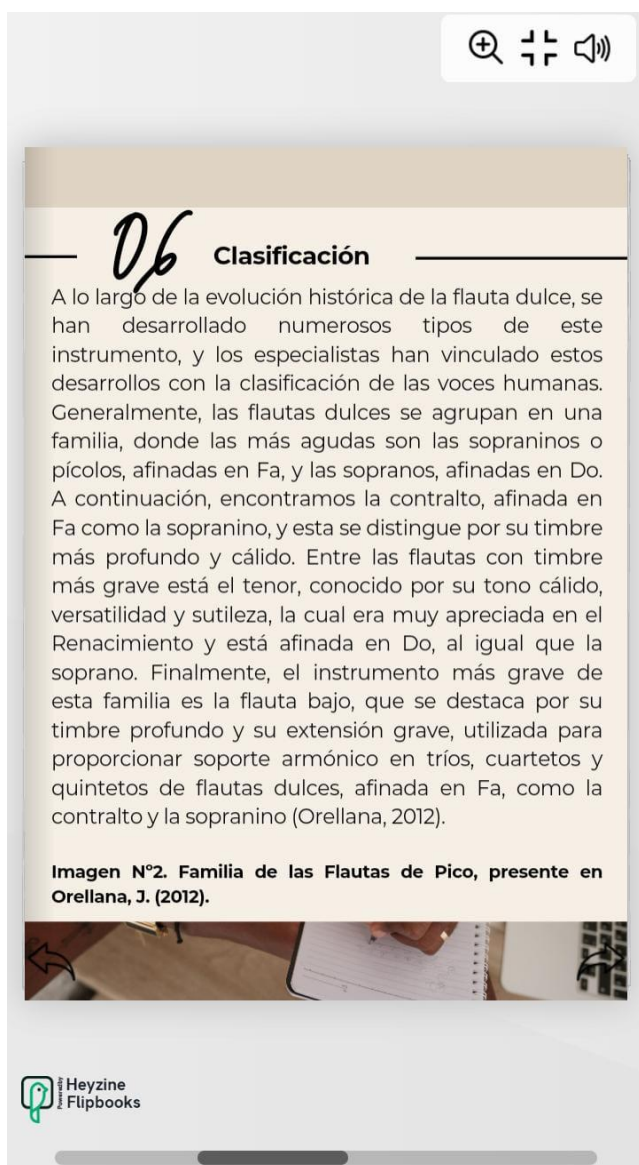 06 Clasificación
A lo largo de la evolución histórica de la flauta dulce, se
han desarrollado numerosos tipos de este
instrumento, y los especialistas han vinculado estos
desarrollos con la clasificación de las voces humanas.
Generalmente, las flautas dulces se agrupan en una
familia, donde las más agudas son las sopraninos o
pícolos, afinadas en Fa, y las sopranos, afinadas en Do.
A continuación, encontramos la contralto, afinada en
Fa como la sopranino, y esta se distingue por su timbre
más profundo y cálido. Entre las flautas con timbre
más grave está el tenor, conocido por su tono cálido,
versatilidad y sutileza, la cual era muy apreciada en el
Renacimiento y está afinada en Do, al igual que la
soprano. Finalmente, el instrumento más grave de
esta familia es la flauta bajo, que se destaca por su
timbre profundo y su extensión grave, utilizada para
proporcionar soporte armónico en tríos, cuartetos y
quintetos de flautas dulces, afinada en Fa, como la
contralto y la sopranino (Orellana, 2012).
Imagen Nº2. Familia de las Flautas de Pico, presente en
Orellana, J. (2012).
Powered by
Heyzine
Flipbooks